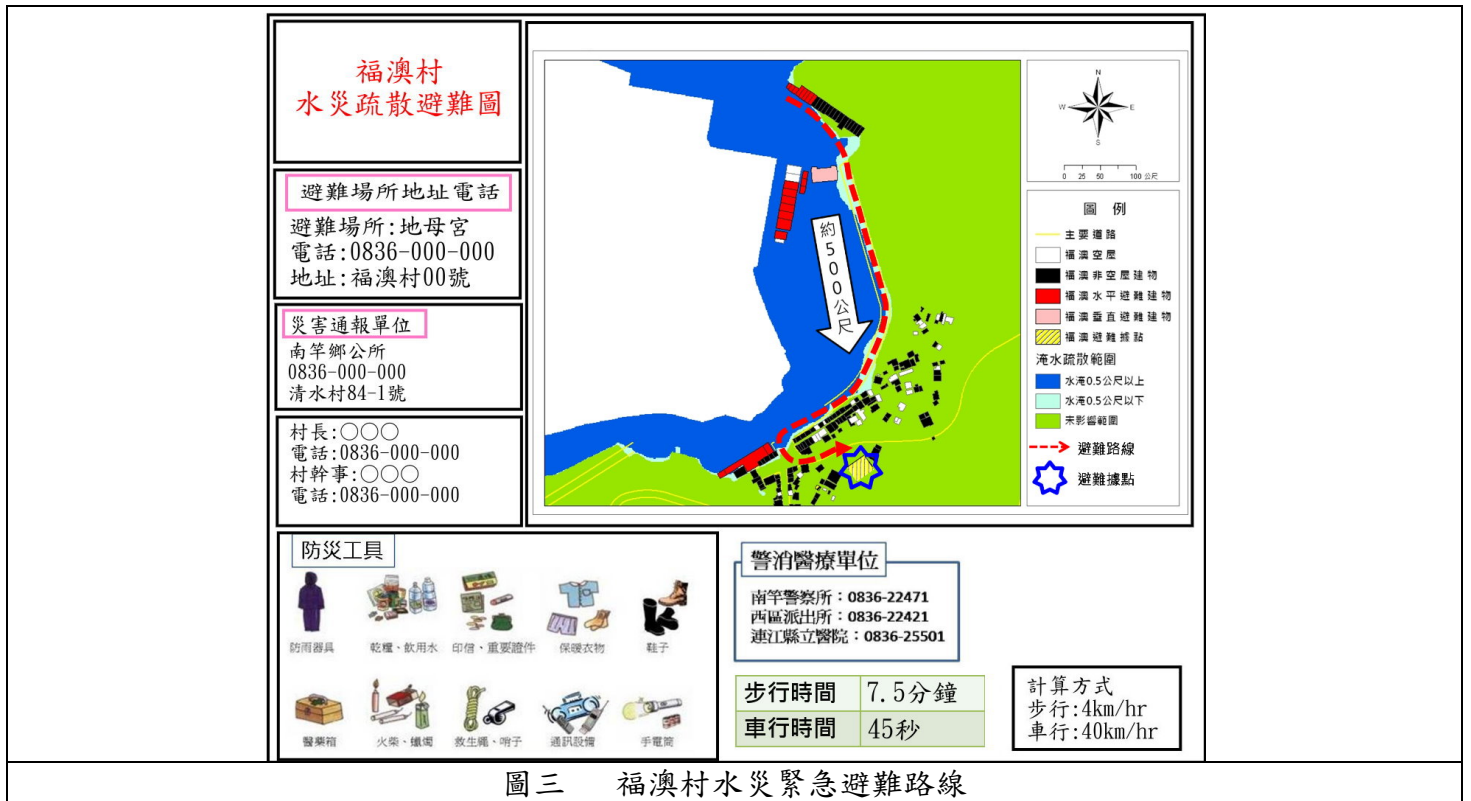 福澳村
水災疏散避難圖
避難場所地址電話
避難場所:地母宮
電話:0836-000-000
地址:福澳村00號
災害通報單位
南竿鄉公所
0836-000-000
清水村84-1號
村長:○○○
電話:0836-000-000
村幹事:○○○
電話:0836-000-000
約500公尺
N
W
E
S
0 25 50 100 公尺
圖 例
主要道路
福澳空屋
福澳非空屋建物
福澳水平避難建物
福澳垂直避難建物
福澳避難據點
淹水疏散範圍
水淹0.5公尺以上
水淹0.5公尺以下
未影響範圍
避難路線
避難據點
防災工具
防雨器具
乾糧、飲用水
印信、重要證件
保暖衣物
鞋子
醫藥箱
火柴、蠟燭
救生繩、哨子
通訊設備
手電筒
警消醫療單位
南竿警察所：0836-22471
西區派出所：0836-22421
連江縣立醫院：0836-25501
步行時間 7.5分鐘
車行時間 45秒
計算方式
步行:4km/hr
車行:40km/hr
圖三 福澳村水災緊急避難路線